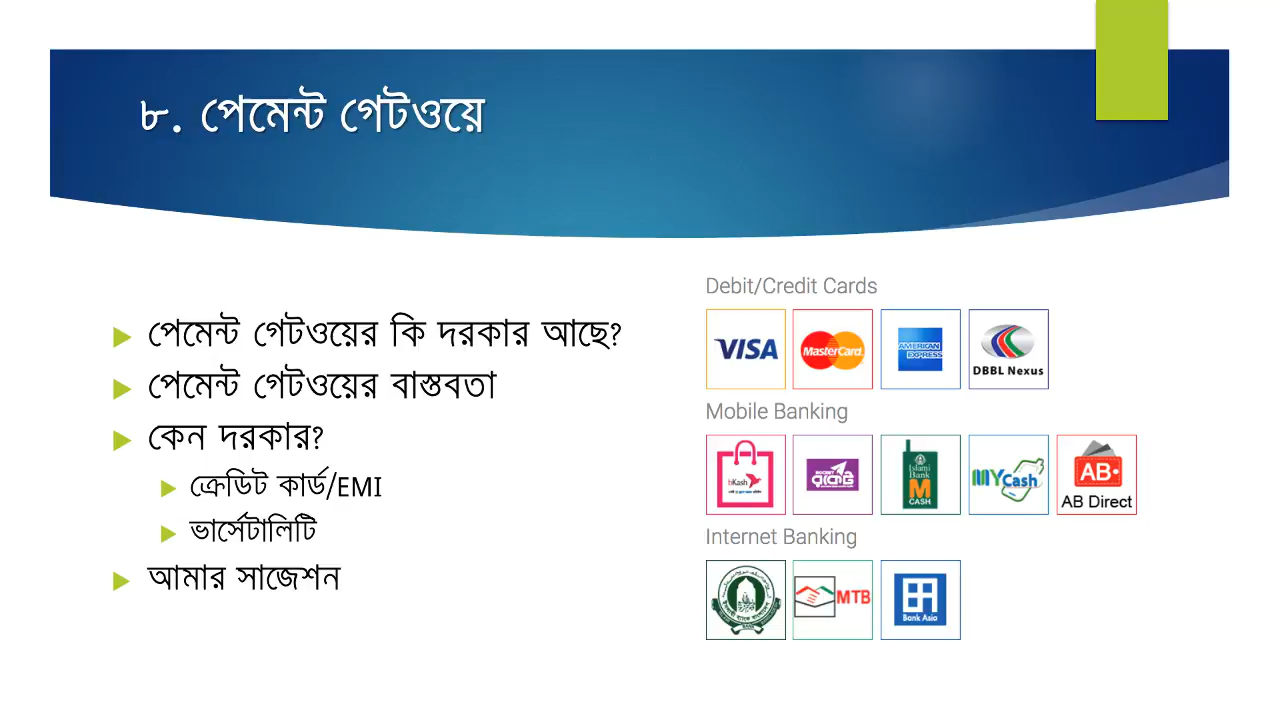 ৮. পেমেন্ট গেটওয়ে
পেমেন্ট গেটওয়ের কি দরকার আছে?
পেমেন্ট গেটওয়ের বাস্তবতা
কেন দরকার?
ক্রেডিট কার্ড/EMI
ভার্সেটালিটি
আমার সাজেশন
Debit/Credit Cards
VISA
MasterCard
AMERICAN EXPRESS
DBBL Nexus
Mobile Banking
bKash
ROCKET
রকেট
Islami
Bank
M
CASH
MYCash
AB
AB Direct
Internet Banking
MTB
Bank Asia